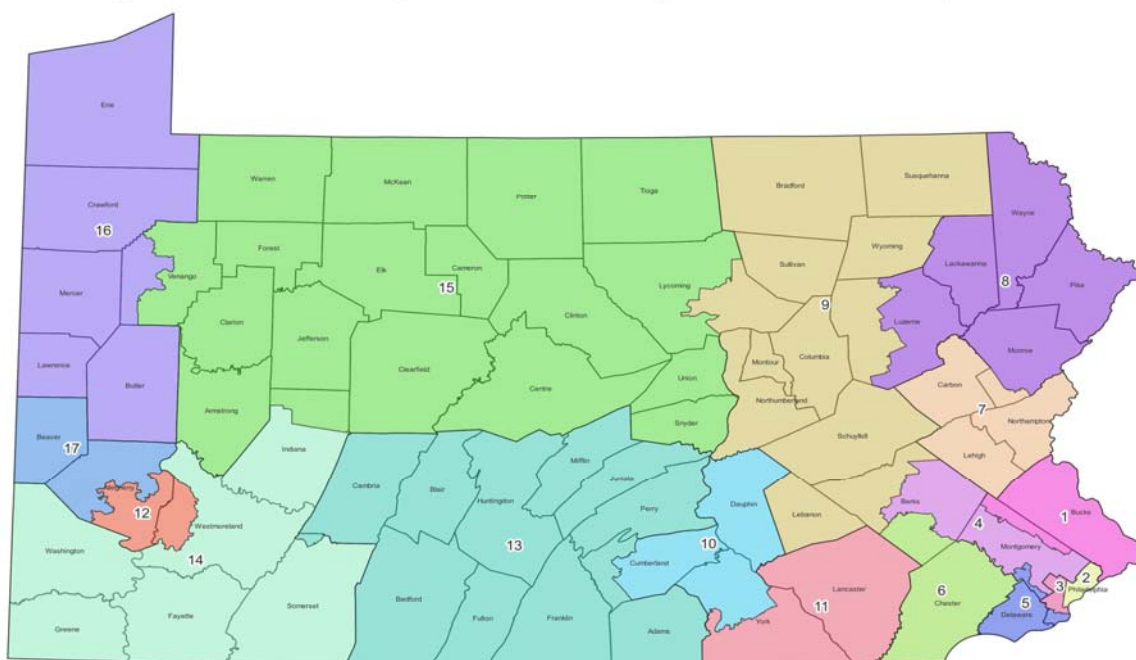 Erie
Warren
McKean
Potter
Tioga
Bradford
Susquehanna
Wayne
Crawford
16
Forest
Wyoming
Lackawanna
Venango
Elk
Cameron
Sullivan
8
Pike
Mercer
15
Lycoming
9
Luzerne
Clarion
Jefferson
Clinton
Columbia
Monroe
Lawrence
Butler
Clearfield
Centre
Montour
Union
Carbon
Armstrong
Northumberland
7
Northampton
Snyder
Beaver
17
Indiana
Schuylkill
Lehigh
Mifflin
Cambria
Blair
Huntingdon
Juniata
Dauphin
Berks
12
Westmoreland
Perry
Lebanon
4
1
Bucks
Washington
14
13
10
Montgomery
Cumberland
2
3
Philadelphia
6
5
Somerset
Bedford
Fulton
Franklin
11
Lancaster
Chester
Delaware
Greene
Fayette
Adams
York